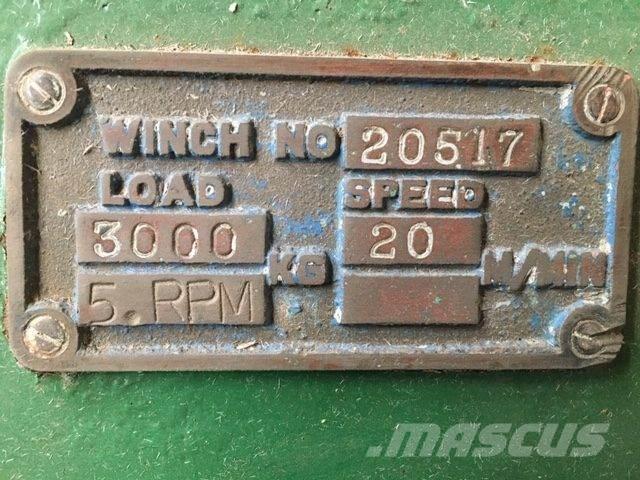 WINCH NO 20517
LOAD SPEED
3000 KG 20 M/MIN
5. RPM
.MASCUS